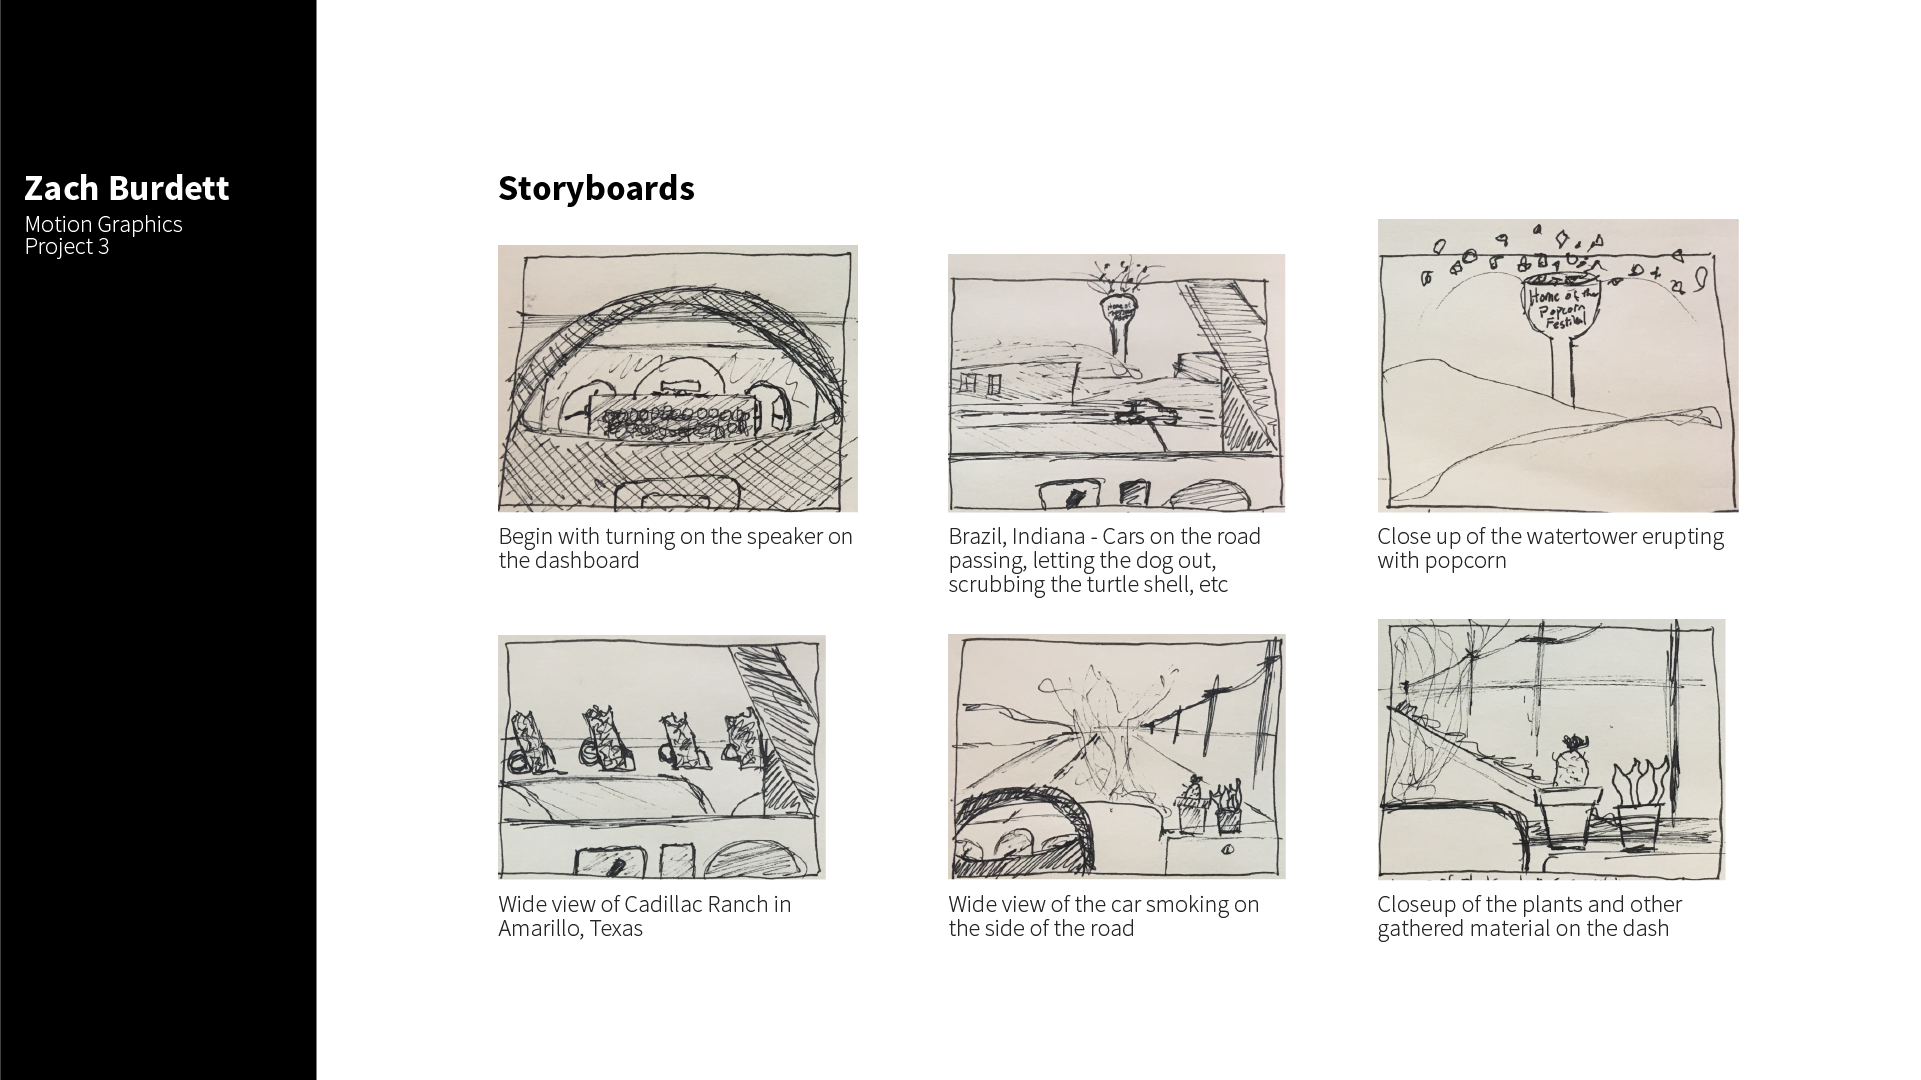 Zach Burdett
Motion Graphics
Project 3
Storyboards
Begin with turning on the speaker on
the dashboard
Home of
Brazil, Indiana - Cars on the road
passing, letting the dog out,
scrubbing the turtle shell, etc
Home of the
Popcorn
Festival
Close up of the watertower erupting
with popcorn
Wide view of Cadillac Ranch in
Amarillo, Texas
Wide view of the car smoking on
the side of the road
Closeup of the plants and other
gathered material on the dash